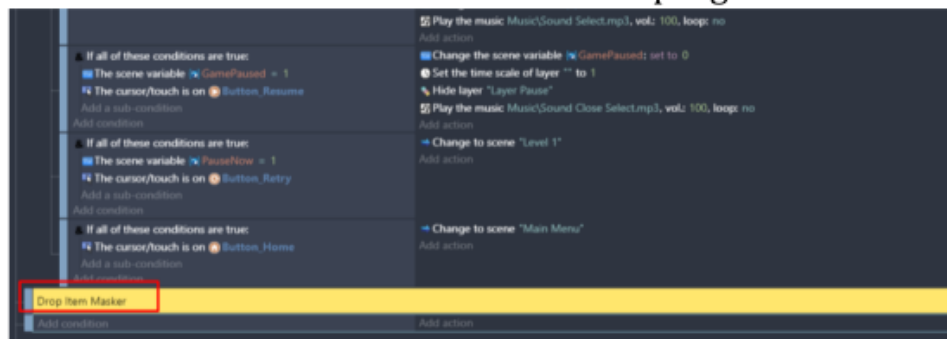 Play the music Music\Sound Select.mp3, vol.: 100, loop: no
Add action
If all of these conditions are true:
The scene variable GamePaused = 1
The cursor/touch is on Button_Resume
Add a sub-condition
Add condition
Change the scene variable GamePaused: set to 0
Set the time scale of layer "" to 1
Hide layer "Layer Pause"
Play the music Music\Sound Close Select.mp3, vol.: 100, loop: no
Add action
If all of these conditions are true:
The scene variable PauseNow = 1
The cursor/touch is on Button_Retry
Add a sub-condition
Add condition
Change to scene "Level 1"
Add action
If all of these conditions are true:
The cursor/touch is on Button_Home
Add a sub-condition
Add condition
Change to scene "Main Menu"
Add action
Drop Item Masker
Add condition
Add action